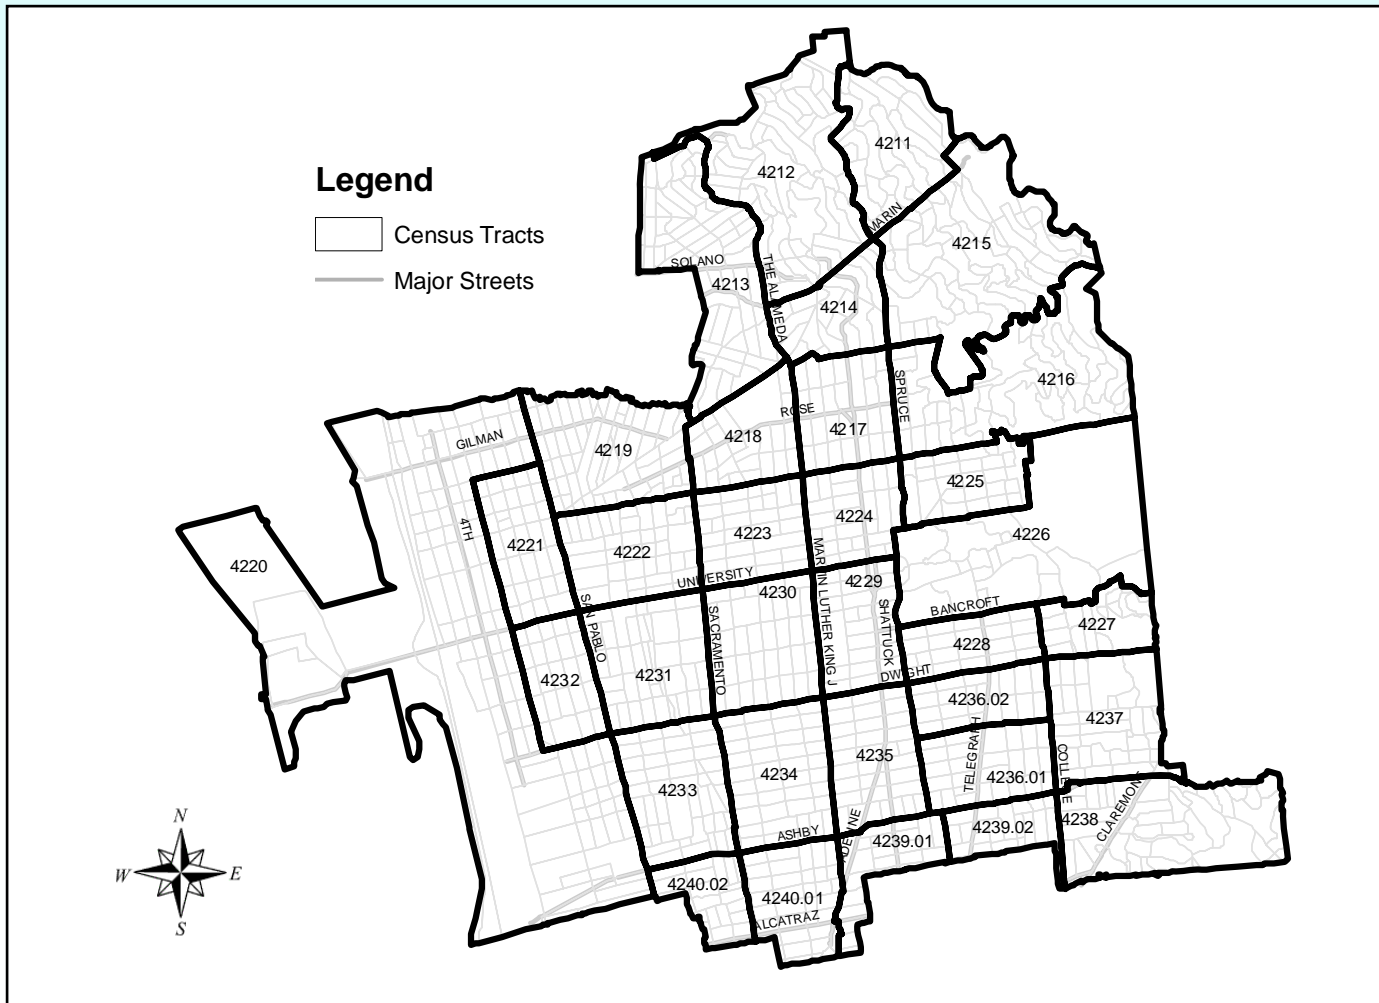 Legend
Census Tracts
Major Streets
4211
4212
MARIN
4215
SOLANO
THE ALAMEDA
4213
4214
4216
SPRUCE
ROSE
4217
4218
GILMAN
4219
4225
4TH
4224
4226
4223
4221
4222
4220
MARTIN LUTHER KING J
UNIVERSITY
4229
4230
SAN PABLO
SACRAMENTO
SHATTUCK
BANCROFT
4227
4228
DWIGHT
4231
4232
4236.02
4237
TELEGRAPH
COLLEGE
4235
4234
4236.01
4233
CLAREMONT
4238
ASHBY
4239.02
4239.01
4240.02
4240.01
ALCATRAZ
N
W
E
S